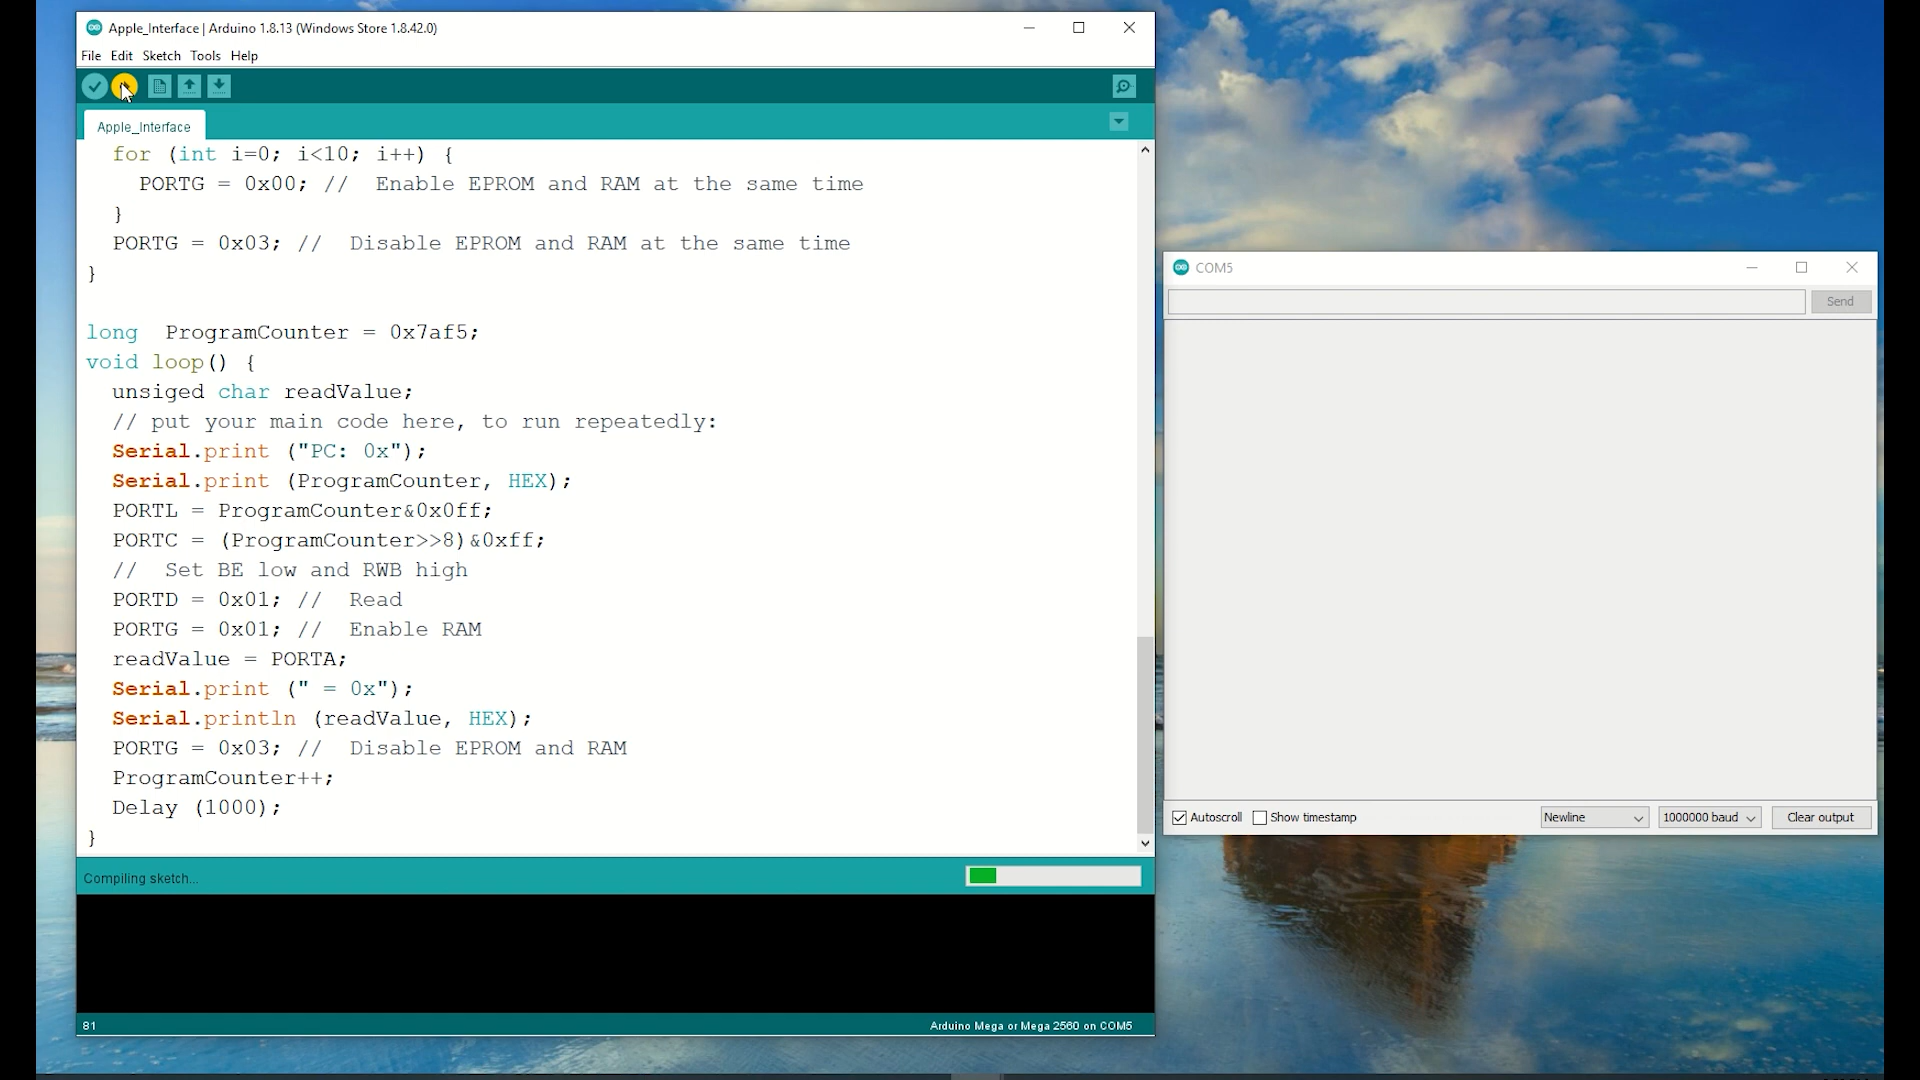 Apple_Interface | Arduino 1.8.13 (Windows Store 1.8.42.0)
File Edit Sketch Tools Help
Apple_Interface
for (int i=0; i<10; i++) {
PORTG = 0x00; // Enable EPROM and RAM at the same time
}
PORTG = 0x03; // Disable EPROM and RAM at the same time
}
long ProgramCounter = 0x7af5;
void loop() {
unsiged char readValue;
// put your main code here, to run repeatedly:
Serial.print ("PC: 0x");
Serial.print (ProgramCounter, HEX);
PORTL = ProgramCounter&0x0ff;
PORTC = (ProgramCounter>>8)&0xff;
// Set BE low and RWB high
PORTD = 0x01; // Read
PORTG = 0x01; // Enable RAM
readValue = PORTA;
Serial.print (" = 0x");
Serial.println (readValue, HEX);
PORTG = 0x03; // Disable EPROM and RAM
ProgramCounter++;
Delay (1000);
}
Compiling sketch...
81
Arduino Mega or Mega 2560 on COM5
COM5
Send
Autoscroll Show timestamp
Newline
1000000 baud
Clear output